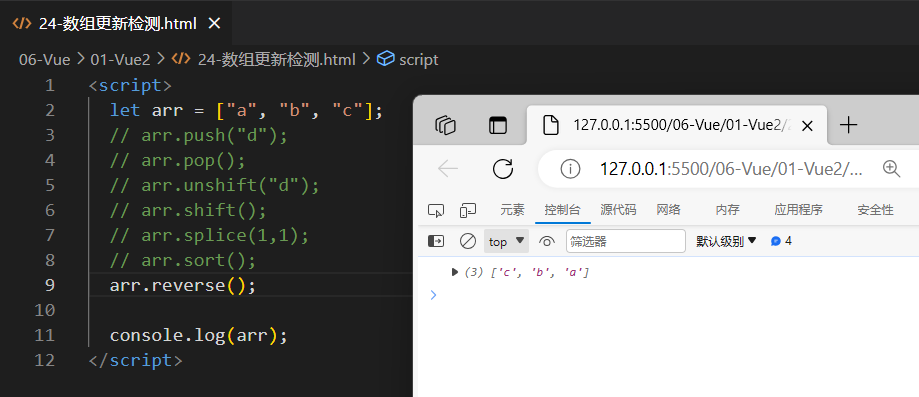 24-数组更新检测.html
06-Vue > 01-Vue2 > 24-数组更新检测.html > script
1 <script>
2 let arr = ["a", "b", "c"];
3 // arr.push("d");
4 // arr.pop();
5 // arr.unshift("d");
6 // arr.shift();
7 // arr.splice(1,1);
8 // arr.sort();
9 arr.reverse();
10
11 console.log(arr);
12 </script>
127.0.0.1:5500/06-Vue/01-Vue2/
127.0.0.1:5500/06-Vue/01-Vue2/...
元素 控制台 源代码 网络 内存 应用程序 安全性
top 筛选器 默认级别 4
(3) ['c', 'b', 'a']